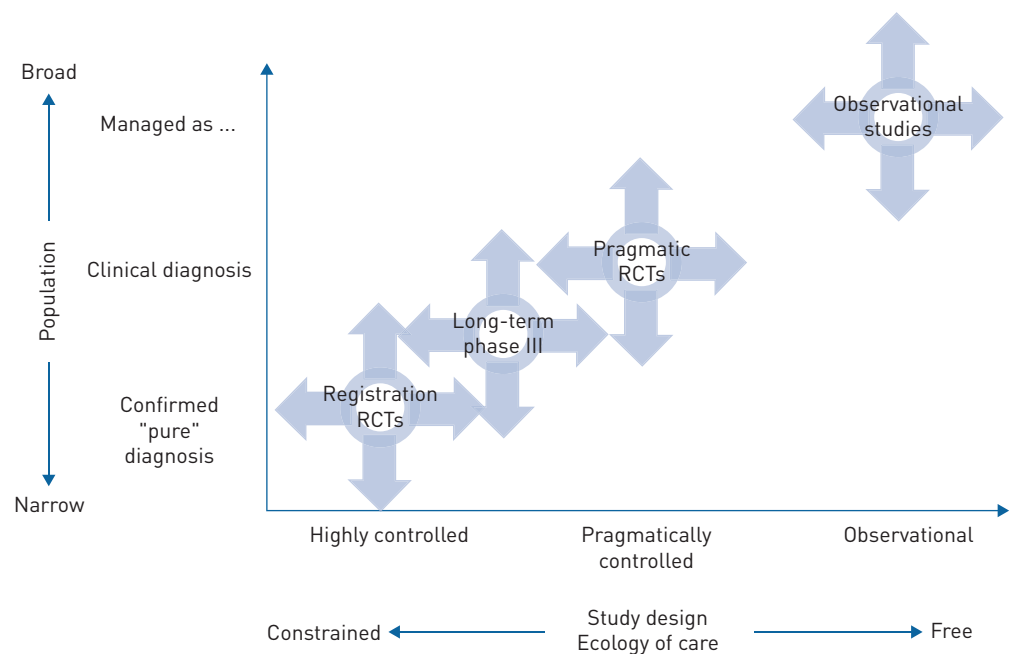 Broad
Managed as ...
Observational
studies
Population
Clinical diagnosis
Pragmatic
RCTs
Long-term
phase III
Confirmed
"pure"
diagnosis
Registration
RCTs
Narrow
Highly controlled
Pragmatically
controlled
Observational
Constrained
Study design
Ecology of care
Free